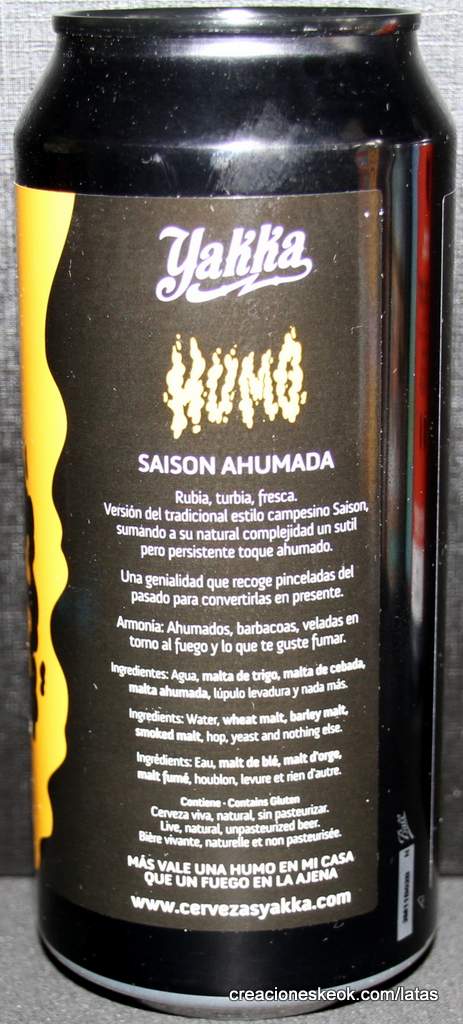 Yakka
HUMO
SAISON AHUMADA
Rubia, turbia, fresca.
Versión del tradicional estilo campesino Saison,
sumando a su natural complejidad un sutil
pero persistente toque ahumado.
Una genialidad que recoge pinceladas del
pasado para convertirlas en presente.
Armonía: Ahumados, barbacoas, veladas en
torno al fuego y lo que te guste fumar.
Ingredientes: Agua, malta de trigo, malta de cebada,
malta ahumada, lúpulo levadura y nada más.
Ingredients: Water, wheat malt, barley malt,
smoked malt, hop, yeast and nothing else.
Ingrédients: Eau, malt de blé, malt d'orge,
malt fumé, houblon, levure et rien d'autre.
Contiene - Contains Gluten
Cerveza viva, natural, sin pasteurizar.
Live, natural, unpasteurized beer.
Bière vivante, naturelle et non pasteurisée.
MÁS VALE UNA HUMO EN MI CASA
QUE UN FUEGO EN LA AJENA
www.cervezasyakka.com
Ball
creacioneskeok.com/latas